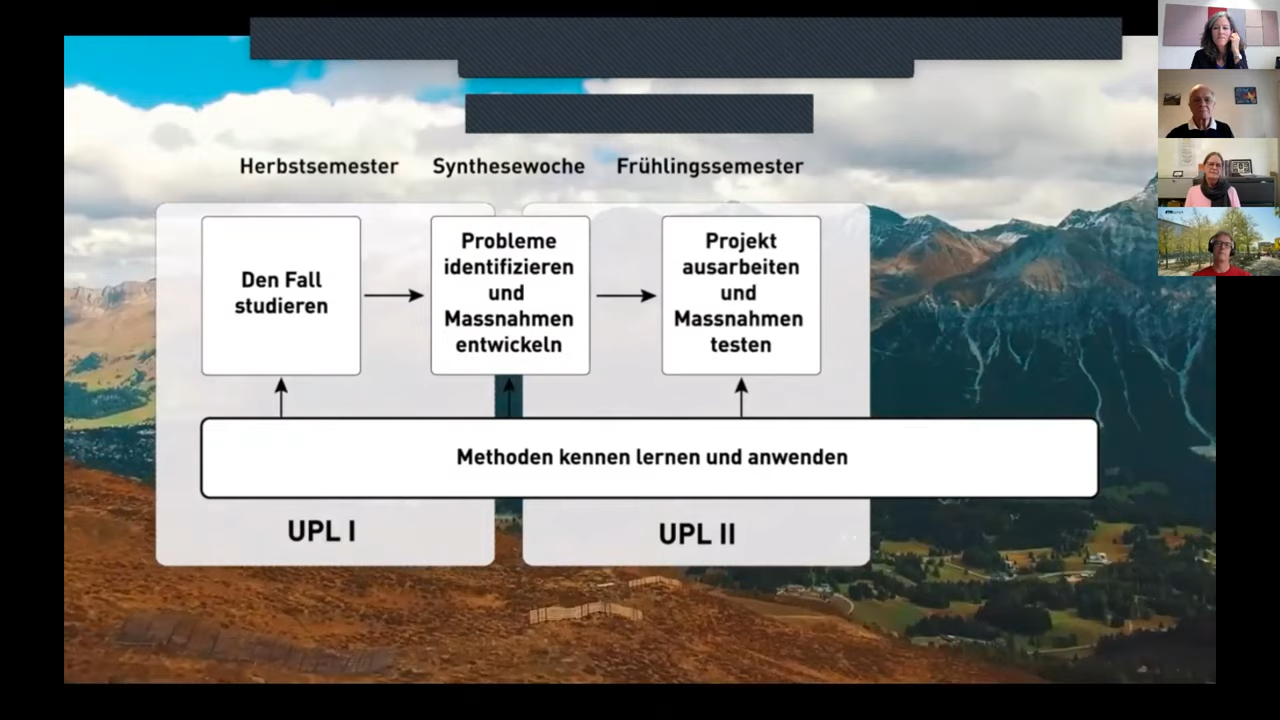 Herbstsemester
Synthesewoche
Frühlingssemester
Den Fall
studieren
Probleme
identifizieren
und
Massnahmen
entwickeln
Projekt
ausarbeiten
und
Massnahmen
testen
Methoden kennen lernen und anwenden
UPL I
UPL II